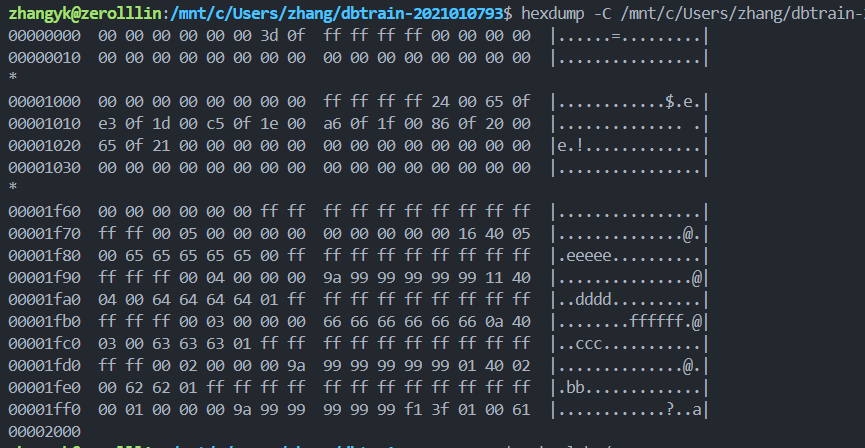 zhangyk@zerolllin:/mnt/c/Users/zhang/dbtrain-2021010793$ hexdump -C /mnt/c/Users/zhang/dbtrain-
00000000  00 00 00 00 00 00 3d 0f  ff ff ff ff 00 00 00 00  |......=.........|
00000010  00 00 00 00 00 00 00 00  00 00 00 00 00 00 00 00  |................|
*
00001000  00 00 00 00 00 00 00 00  ff ff ff ff 24 00 65 0f  |............$.e.|
00001010  e3 0f 1d 00 c5 0f 1e 00  a6 0f 1f 00 86 0f 20 00  |.............. .|
00001020  65 0f 21 00 00 00 00 00  00 00 00 00 00 00 00 00  |e.!.............|
00001030  00 00 00 00 00 00 00 00  00 00 00 00 00 00 00 00  |................|
*
00001f60  00 00 00 00 00 00 ff ff  ff ff ff ff ff ff ff ff  |................|
00001f70  ff ff 00 05 00 00 00 00  00 00 00 00 00 16 40 05  |..............@.|
00001f80  00 65 65 65 65 65 00 ff  ff ff ff ff ff ff ff ff  |.eeeee..........|
00001f90  ff ff ff 00 04 00 00 00  9a 99 99 99 99 99 11 40  |...............@|
00001fa0  04 00 64 64 64 64 01 ff  ff ff ff ff ff ff ff ff  |..dddd..........|
00001fb0  ff ff ff 00 03 00 00 00  66 66 66 66 66 66 0a 40  |........ffffff.@|
00001fc0  03 00 63 63 63 01 ff ff  ff ff ff ff ff ff ff ff  |..ccc...........|
00001fd0  ff ff 00 02 00 00 00 9a  99 99 99 99 99 01 40 02  |..............@.|
00001fe0  00 62 62 01 ff ff ff ff  ff ff ff ff ff ff ff ff  |.bb.............|
00001ff0  00 01 00 00 00 9a 99 99  99 99 99 f1 3f 01 00 61  |............?..a|
00002000